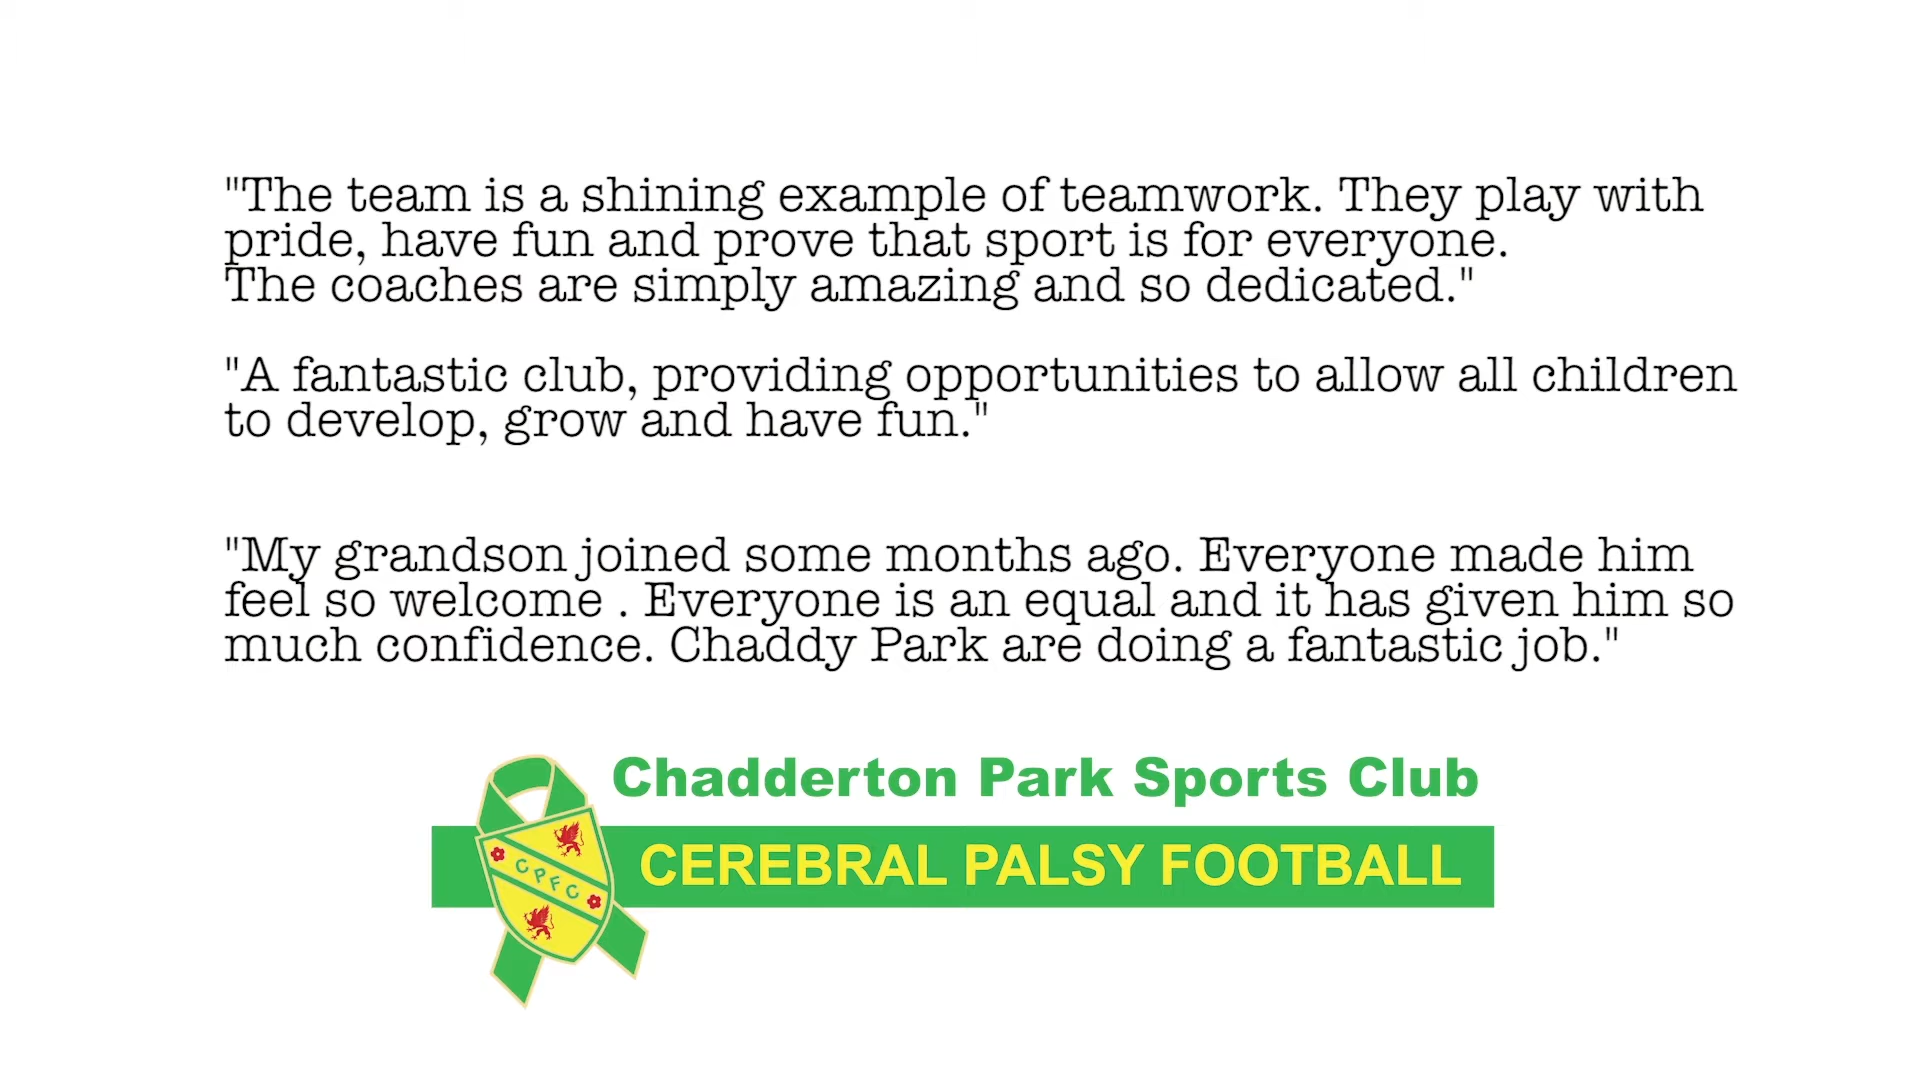 "The team is a shining example of teamwork. They play with
pride, have fun and prove that sport is for everyone.
The coaches are simply amazing and so dedicated."
"A fantastic club, providing opportunities to allow all children
to develop, grow and have fun."
"My grandson joined some months ago. Everyone made him
feel so welcome . Everyone is an equal and it has given him so
much confidence. Chaddy Park are doing a fantastic job."
Chadderton Park Sports Club
CEREBRAL PALSY FOOTBALL
CPFC